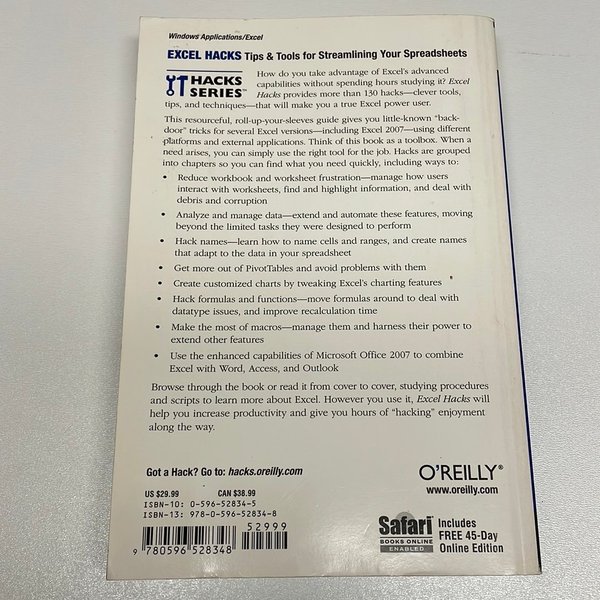 Windows Applications/Excel
EXCEL HACKS Tips & Tools for Streamlining Your Spreadsheets
HACKS
SERIES™
How do you take advantage of Excel's advanced
capabilities without spending hours studying it? Excel
Hacks provides more than 130 hacks—clever tools,
tips, and techniques—that will make you a true Excel power user.
This resourceful, roll-up-your-sleeves guide gives you little-known "back-
door" tricks for several Excel versions—including Excel 2007—using different
platforms and external applications. Think of this book as a toolbox. When a
need arises, you can simply use the right tool for the job. Hacks are grouped
into chapters so you can find what you need quickly, including ways to:
• Reduce workbook and worksheet frustration—manage how users
interact with worksheets, find and highlight information, and deal with
debris and corruption
• Analyze and manage data—extend and automate these features, moving
beyond the limited tasks they were designed to perform
• Hack names—learn how to name cells and ranges, and create names
that adapt to the data in your spreadsheet
• Get more out of PivotTables and avoid problems with them
• Create customized charts by tweaking Excel's charting features
• Hack formulas and functions—move formulas around to deal with
datatype issues, and improve recalculation time
• Make the most of macros—manage them and harness their power to
extend other features
• Use the enhanced capabilities of Microsoft Office 2007 to combine
Excel with Word, Access, and Outlook
Browse through the book or read it from cover to cover, studying procedures
and scripts to learn more about Excel. However you use it, Excel Hacks will
help you increase productivity and give you hours of "hacking" enjoyment
along the way.
Got a Hack? Go to: hacks.oreilly.com
O'REILLY®
www.oreilly.com
US $29.99 CAN $38.99
ISBN-10: 0-596-52834-5
ISBN-13: 978-0-596-52834-8
52999
9 780596 528348
Safari
BOOKS ONLINE
ENABLED
Includes
FREE 45-Day
Online Edition